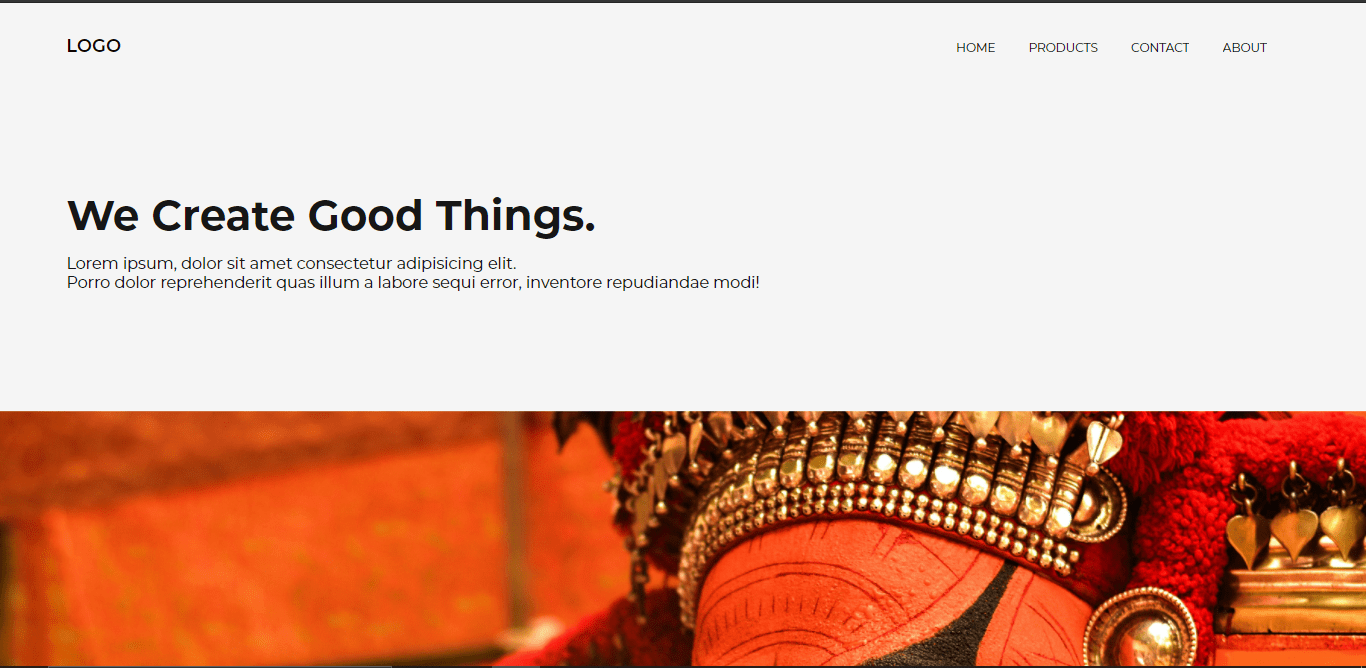 LOGO
HOME PRODUCTS CONTACT ABOUT
We Create Good Things.
Lorem ipsum, dolor sit amet consectetur adipisicing elit.
Porro dolor reprehenderit quas illum a labore sequi error, inventore repudiandae modi!